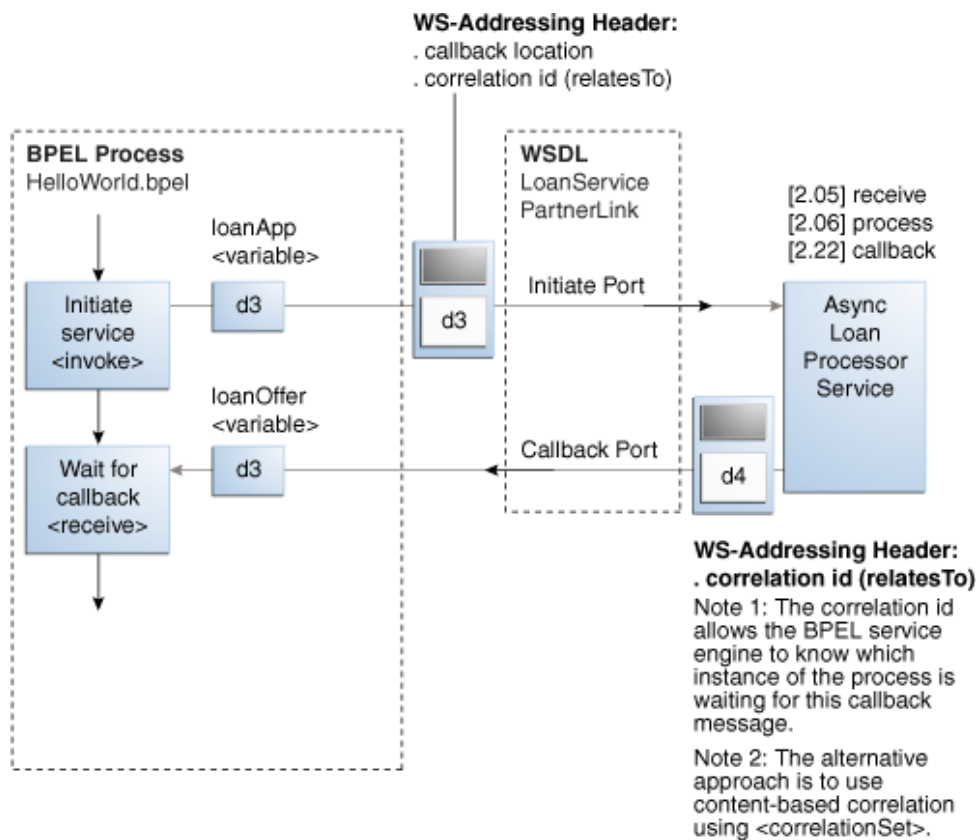 WS-Addressing Header:
. callback location
. correlation id (relatesTo)
BPEL Process
HelloWorld.bpel
WSDL
LoanService
PartnerLink
[2.05] receive
[2.06] process
[2.22] callback
loanApp
<variable>
Initiate
service
<invoke>
d3
d3
Initiate Port
Async
Loan
Processor
Service
loanOffer
<variable>
Wait for
callback
<receive>
d3
Callback Port
d4
WS-Addressing Header:
. correlation id (relatesTo)
Note 1: The correlation id
allows the BPEL service
engine to know which
instance of the process is
waiting for this callback
message.
Note 2: The alternative
approach is to use
content-based correlation
using <correlationSet>.